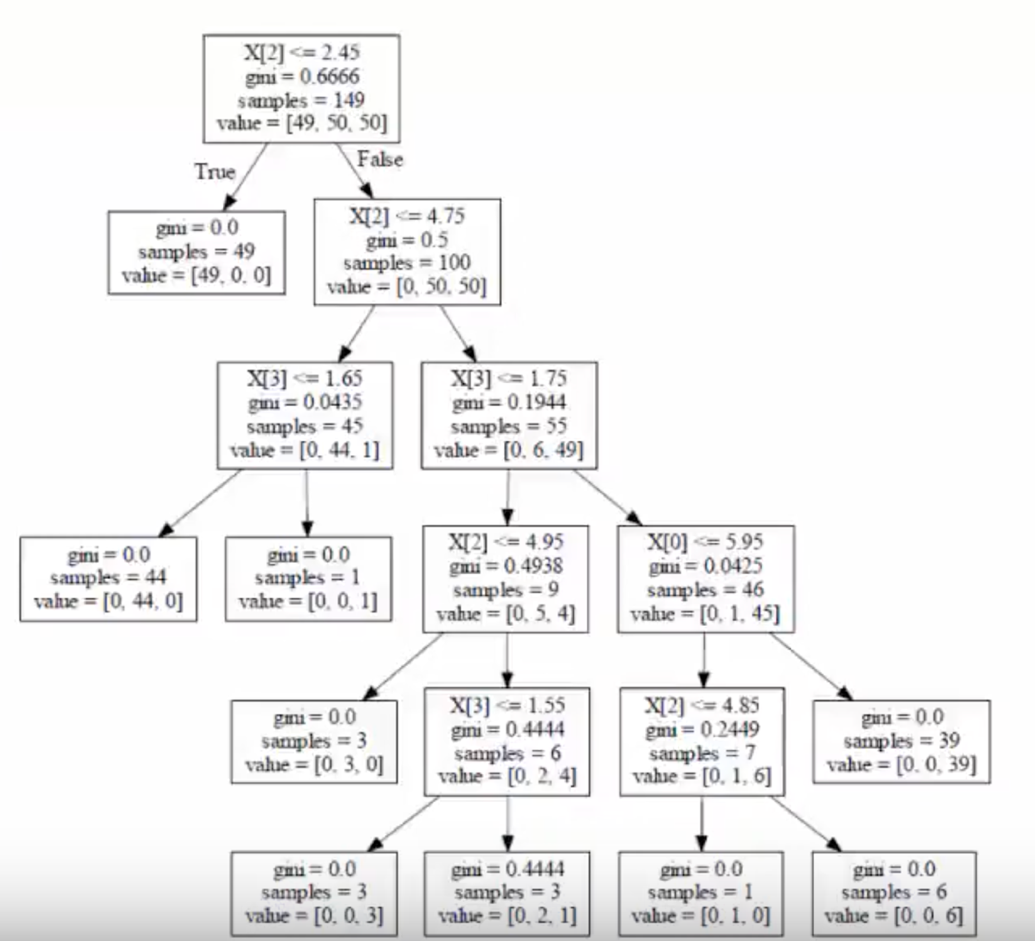 X[2] <= 2.45
gini = 0.6666
samples = 149
value = [49, 50, 50]
True
False
gini = 0.0
samples = 49
value = [49, 0, 0]
X[2] <= 4.75
gini = 0.5
samples = 100
value = [0, 50, 50]
X[3] <= 1.65
gini = 0.0435
samples = 45
value = [0, 44, 1]
X[3] <= 1.75
gini = 0.1944
samples = 55
value = [0, 6, 49]
gini = 0.0
samples = 44
value = [0, 44, 0]
gini = 0.0
samples = 1
value = [0, 0, 1]
X[2] <= 4.95
gini = 0.4938
samples = 9
value = [0, 5, 4]
X[0] <= 5.95
gini = 0.0425
samples = 46
value = [0, 1, 45]
gini = 0.0
samples = 3
value = [0, 3, 0]
X[3] <= 1.55
gini = 0.4444
samples = 6
value = [0, 2, 4]
X[2] <= 4.85
gini = 0.2449
samples = 7
value = [0, 1, 6]
gini = 0.0
samples = 39
value = [0, 0, 39]
gini = 0.0
samples = 3
value = [0, 0, 3]
gini = 0.4444
samples = 3
value = [0, 2, 1]
gini = 0.0
samples = 1
value = [0, 1, 0]
gini = 0.0
samples = 6
value = [0, 0, 6]